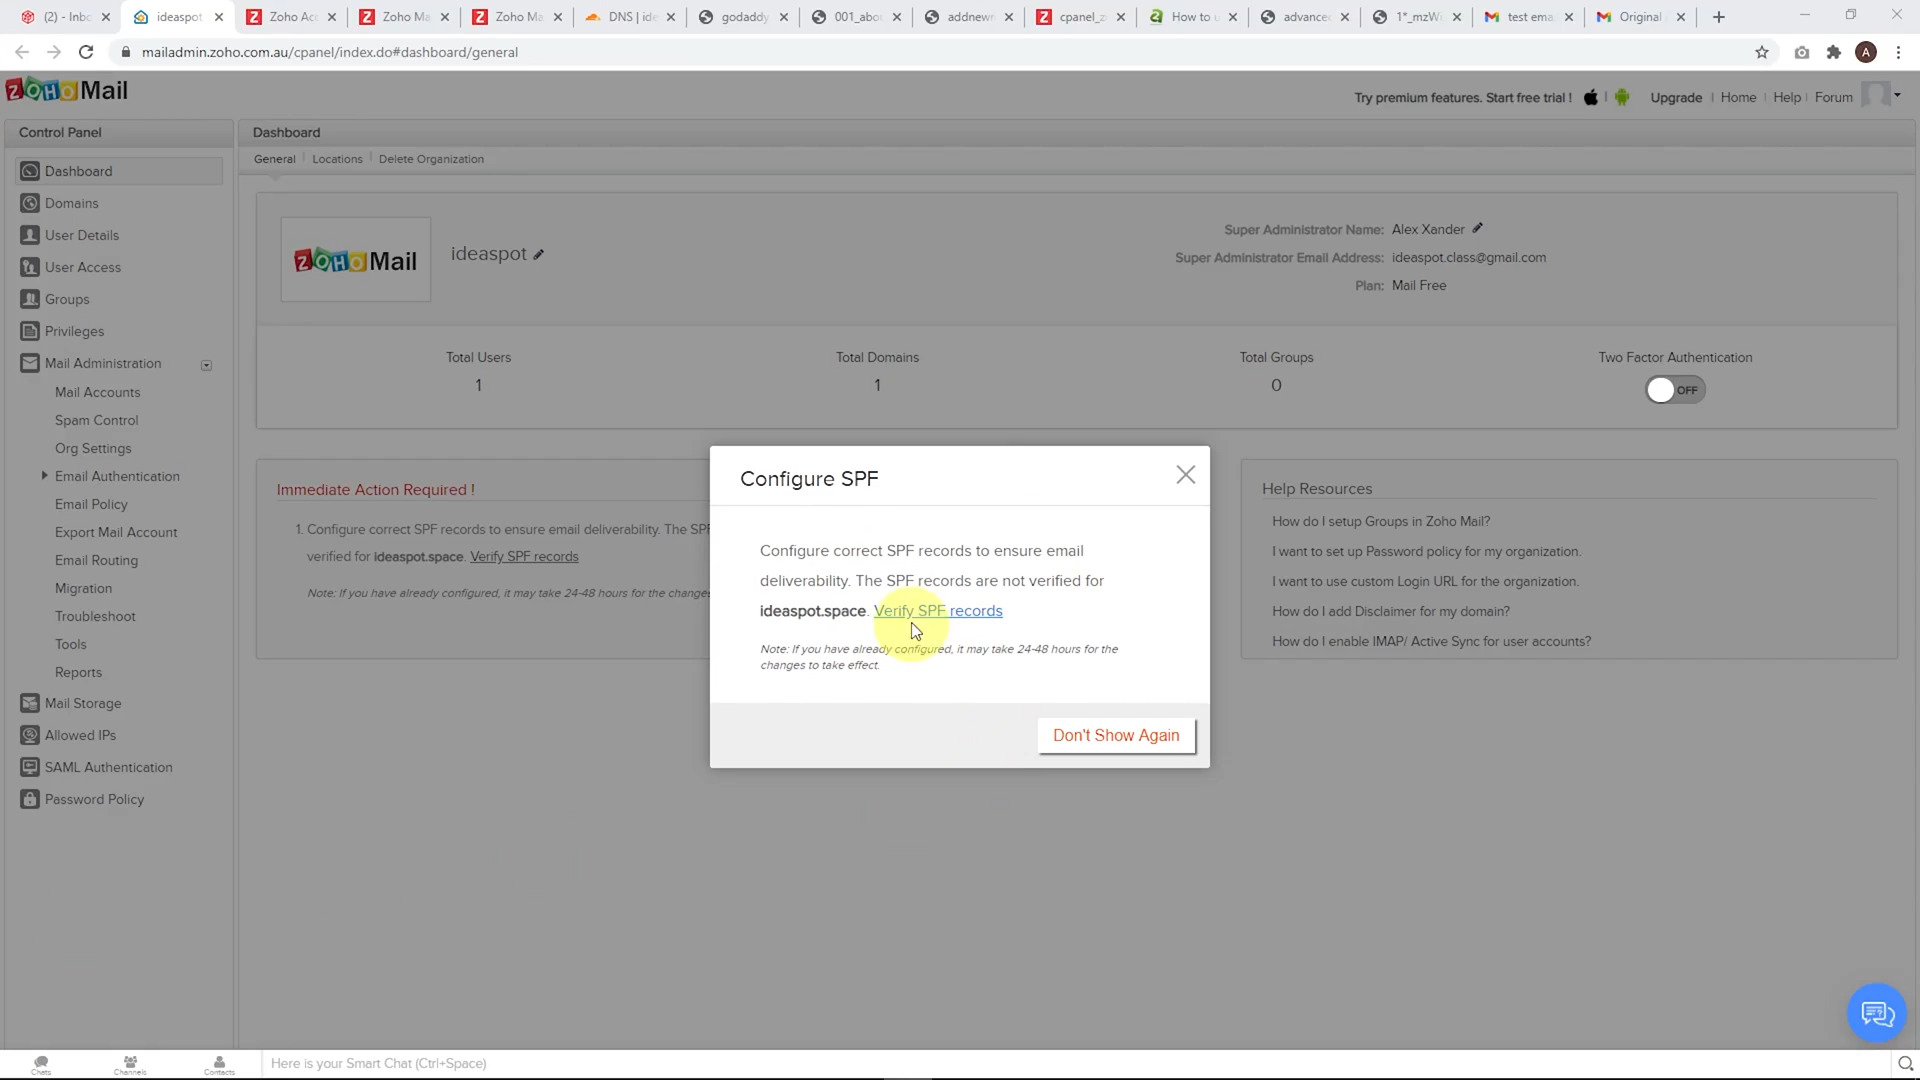 (2) - Inbo
ideaspot
Zoho Acc
Zoho Ma
Zoho Ma
DNS | ide
godaddy
001_abou
addnewr
cpanel_z
How to u
advance
1*_mzWi
test ema
Original
mailadmin.zoho.com.au/cpanel/index.do#dashboard/general
A
ZOHO Mail
Try premium features. Start free trial !
Upgrade
Home
Help
Forum
Control Panel
Dashboard
Domains
User Details
User Access
Groups
Privileges
Mail Administration
Mail Accounts
Spam Control
Org Settings
Email Authentication
Email Policy
Export Mail Account
Email Routing
Migration
Troubleshoot
Tools
Reports
Mail Storage
Allowed IPs
SAML Authentication
Password Policy
Dashboard
General
Locations
Delete Organization
ZOHO Mail
ideaspot
Super Administrator Name: Alex Xander
Super Administrator Email Address: ideaspot.class@gmail.com
Plan: Mail Free
Total Users
1
Total Domains
1
Total Groups
0
Two Factor Authentication
OFF
Immediate Action Required !
1. Configure correct SPF records to ensure email deliverability. The SPF
verified for ideaspot.space. Verify SPF records
Note: If you have already configured, it may take 24-48 hours for the changes
Configure SPF
Configure correct SPF records to ensure email
deliverability. The SPF records are not verified for
ideaspot.space. Verify SPF records
Note: If you have already configured, it may take 24-48 hours for the
changes to take effect.
Don't Show Again
Help Resources
How do I setup Groups in Zoho Mail?
I want to set up Password policy for my organization.
I want to use custom Login URL for the organization.
How do I add Disclaimer for my domain?
How do I enable IMAP/ Active Sync for user accounts?
Chats
Channels
Contacts
Here is your Smart Chat (Ctrl+Space)